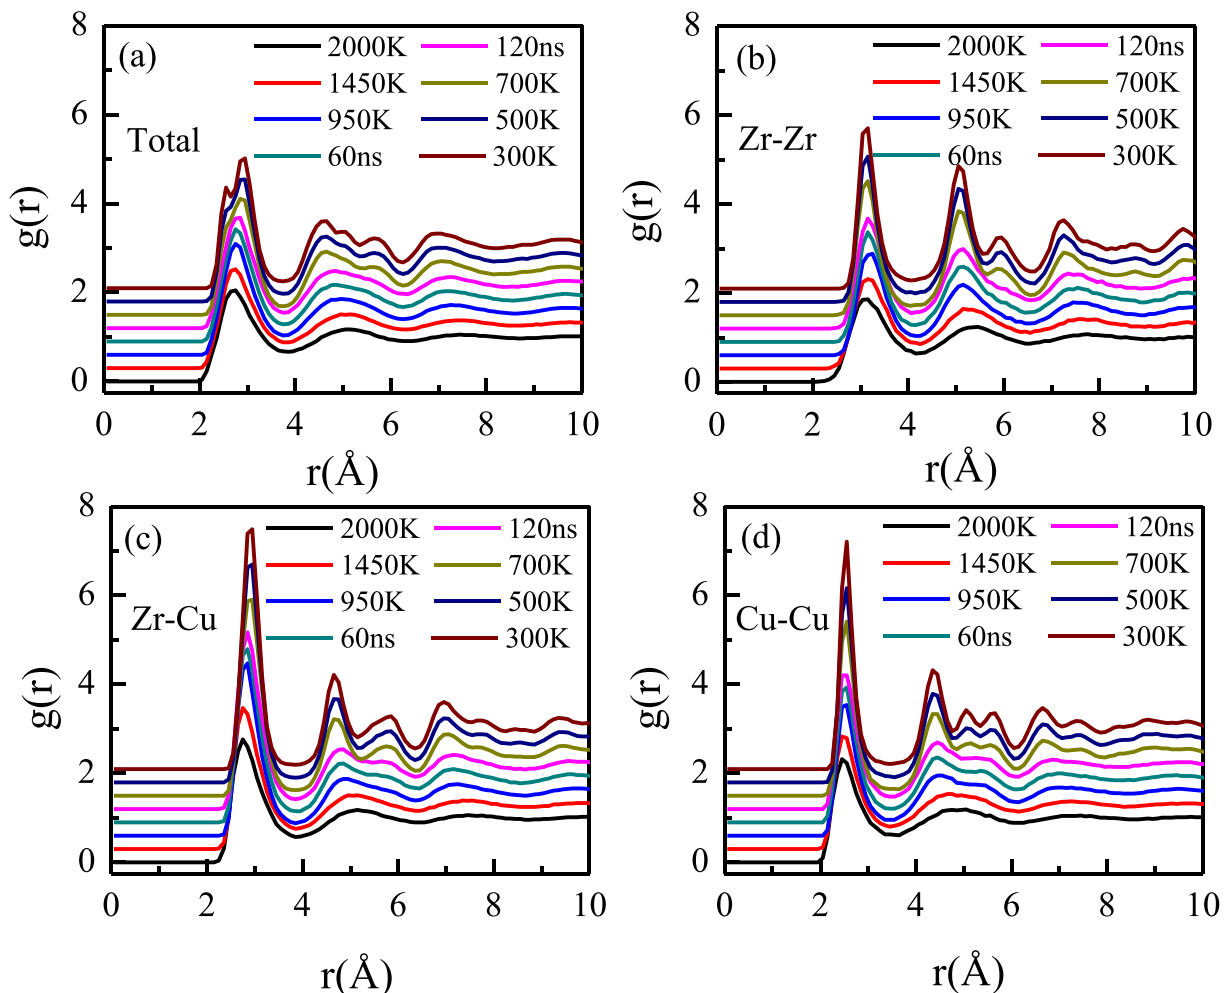 (a)
2000K 120ns
1450K 700K
950K 500K
60ns 300K
Total
g(r)
8
6
4
2
0
0 2 4 6 8 10
r(Å)
(b)
2000K 120ns
1450K 700K
950K 500K
60ns 300K
Zr-Zr
g(r)
8
6
4
2
0
0 2 4 6 8 10
r(Å)
(c)
2000K 120ns
1450K 700K
950K 500K
60ns 300K
Zr-Cu
g(r)
8
6
4
2
0
0 2 4 6 8 10
r(Å)
(d)
2000K 120ns
1450K 700K
950K 500K
60ns 300K
Cu-Cu
g(r)
8
6
4
2
0
0 2 4 6 8 10
r(Å)